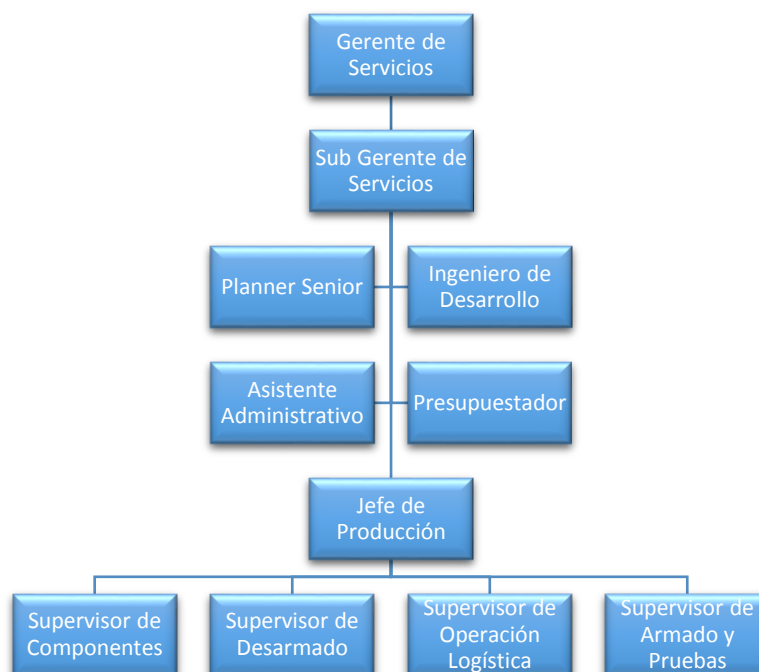 Gerente de
Servicios
Sub Gerente de
Servicios
Planner Senior
Ingeniero de
Desarrollo
Asistente
Administrativo
Presupuestador
Jefe de
Producción
Supervisor de
Componentes
Supervisor de
Desarmado
Supervisor de
Operación
Logística
Supervisor de
Armado y
Pruebas